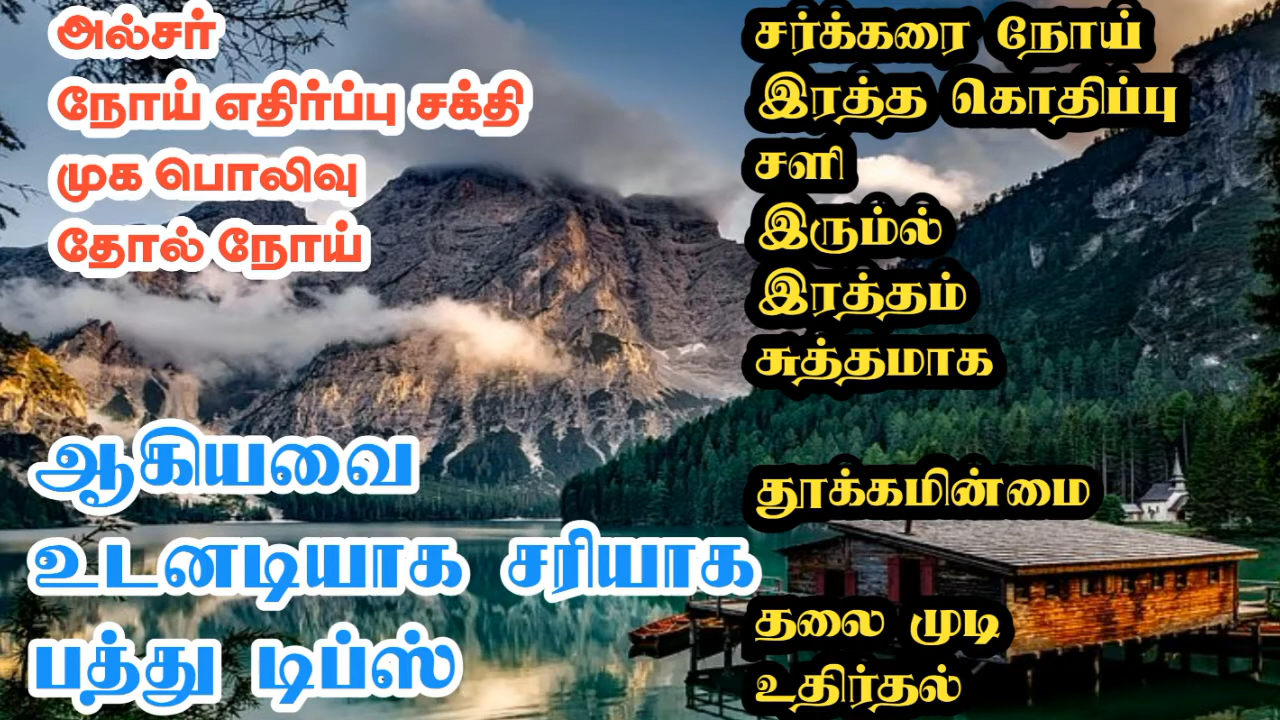 அல்சர்
நோய் எதிர்ப்பு சக்தி
முக பொலிவு
தோல் நோய்
ஆகியவை
உடனடியாக சரியாக
பத்து டிப்ஸ்
சர்க்கரை நோய்
இரத்த கொதிப்பு
சளி
இரும்ல்
இரத்தம்
சுத்தமாக
தூக்கமின்மை
தலை முடி
உதிர்தல்